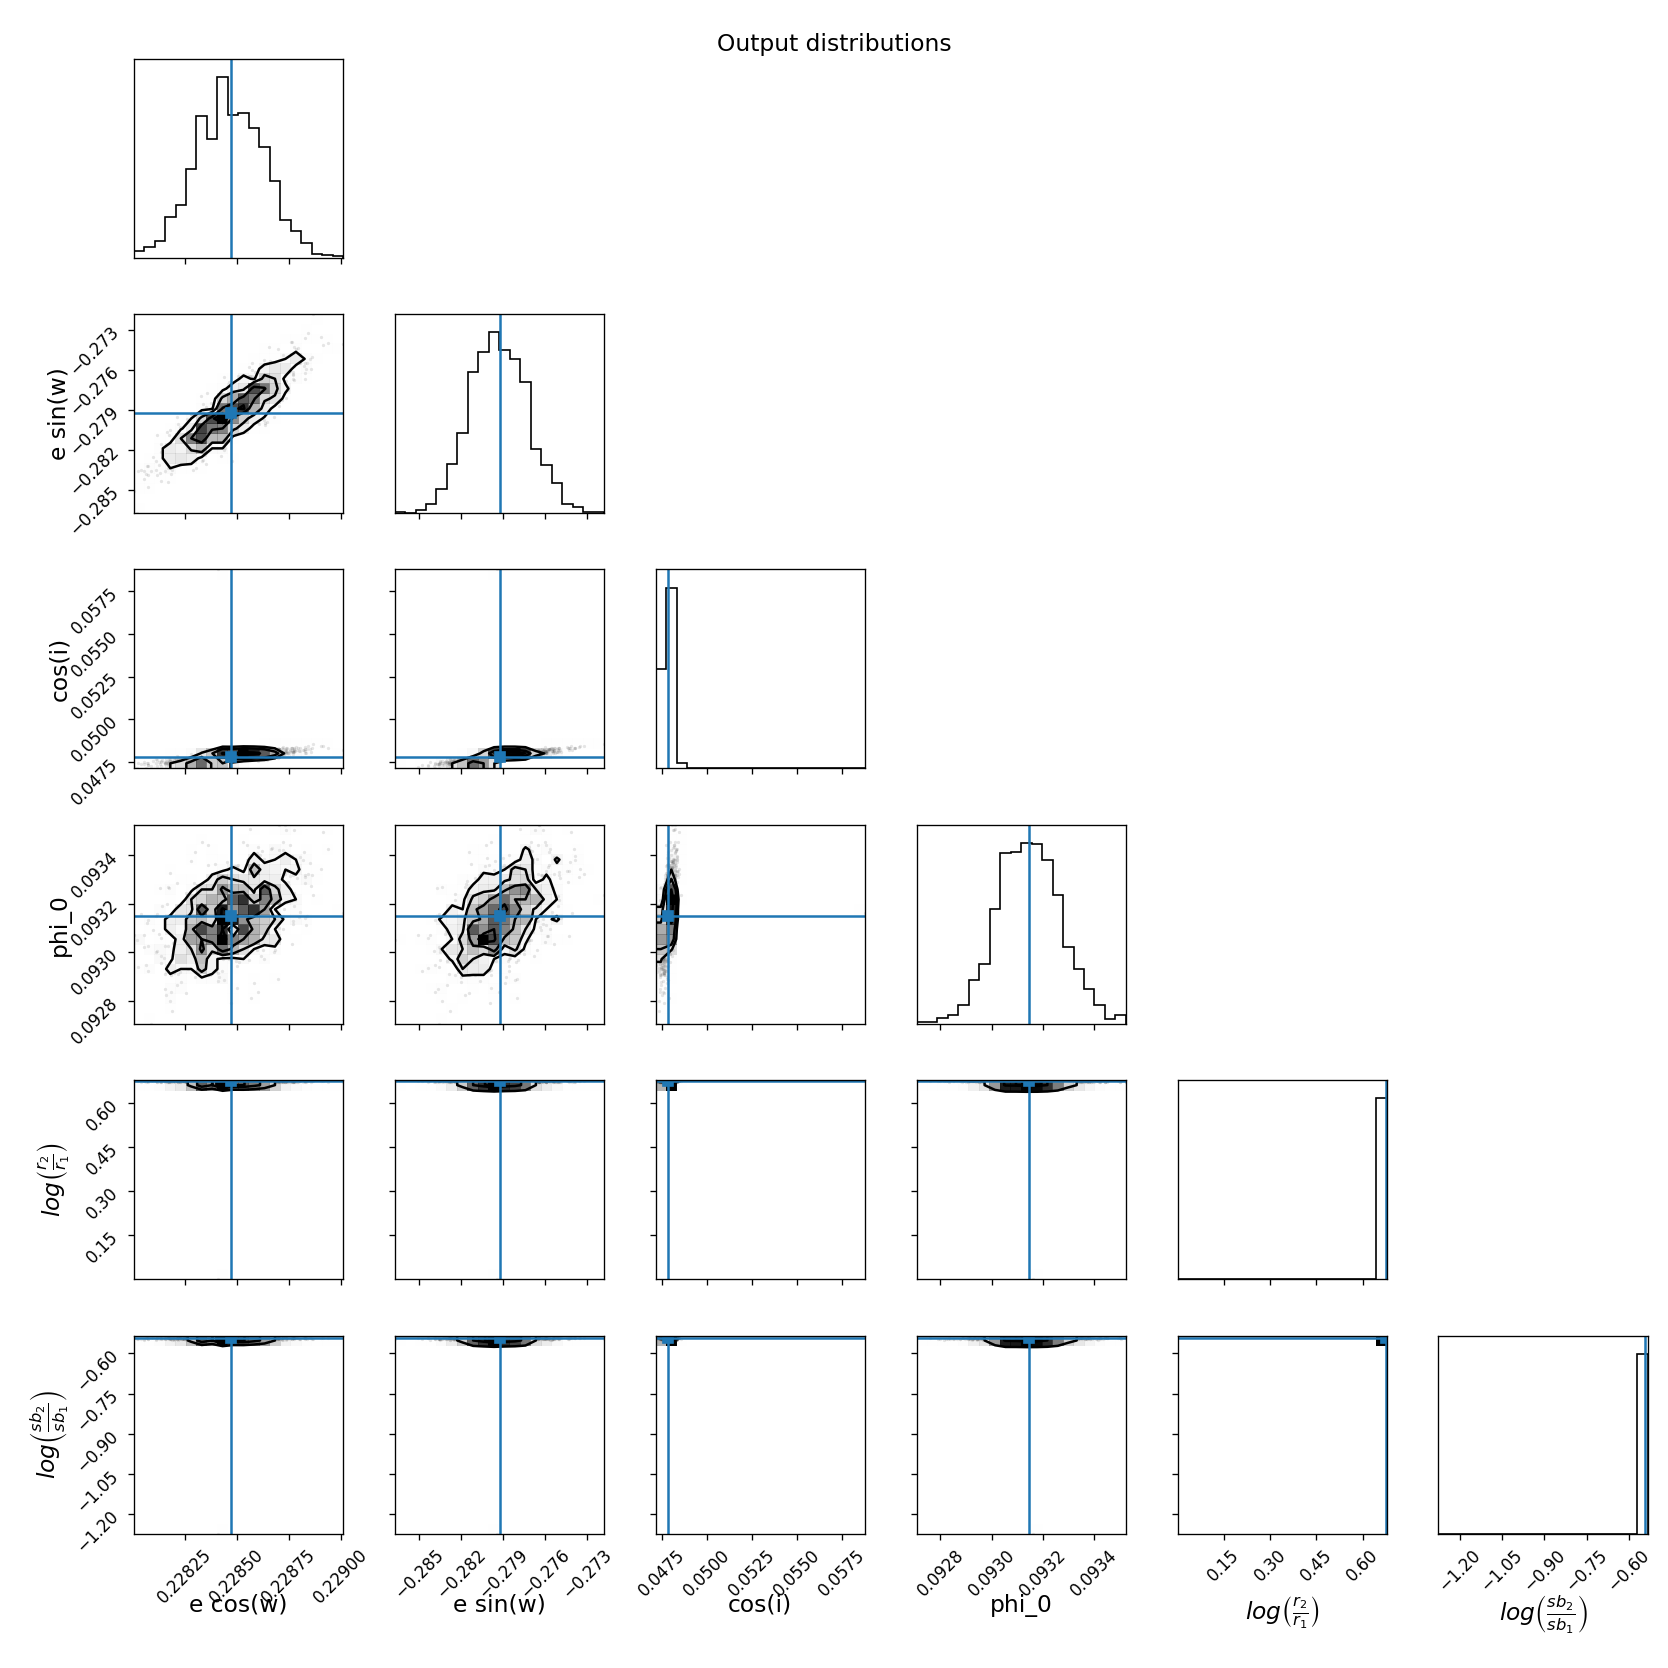 Output distributions
e sin(w)
−0.273
−0.276
−0.279
−0.282
−0.285
cos(i)
0.0575
0.0550
0.0525
0.0500
0.0475
phi_0
0.0934
0.0932
0.0930
0.0928
log(r₂/r₁)
0.60
0.45
0.30
0.15
log(sb₂/sb₁)
−0.60
−0.75
−0.90
−1.05
−1.20
0.22825 0.22850 0.22875 0.22900 −0.285 −0.282 −0.279 −0.276 −0.273 0.0475 0.0500 0.0525 0.0550 0.0575 0.0928 0.0930 0.0932 0.0934 0.15 0.30 0.45 0.60 −1.20 −1.05 −0.90 −0.75 −0.60
e cos(w) e sin(w) cos(i) phi_0 log(r₂/r₁) log(sb₂/sb₁)